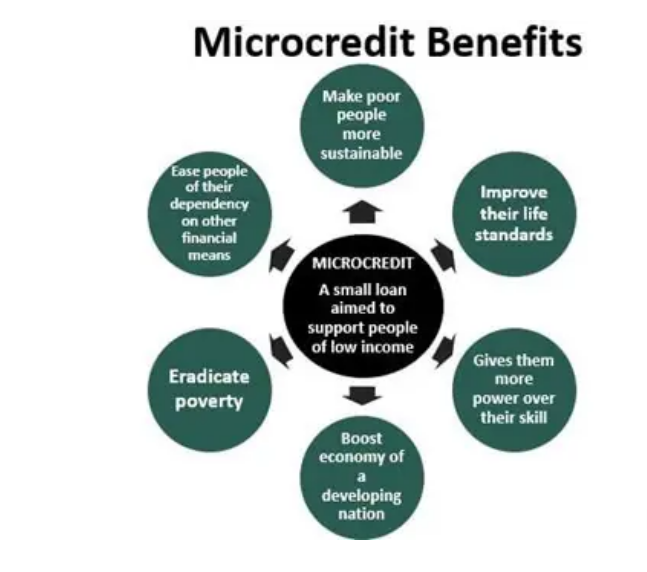 Microcredit Benefits
Make poor
people
more
sustainable
Ease people
of their
dependency
on other
financial
means
Improve
their life
standards
MICROCREDIT
A small loan
aimed to
support people
of low income
Eradicate
poverty
Gives them
more
power over
their skill
Boost
economy of
a
developing
nation